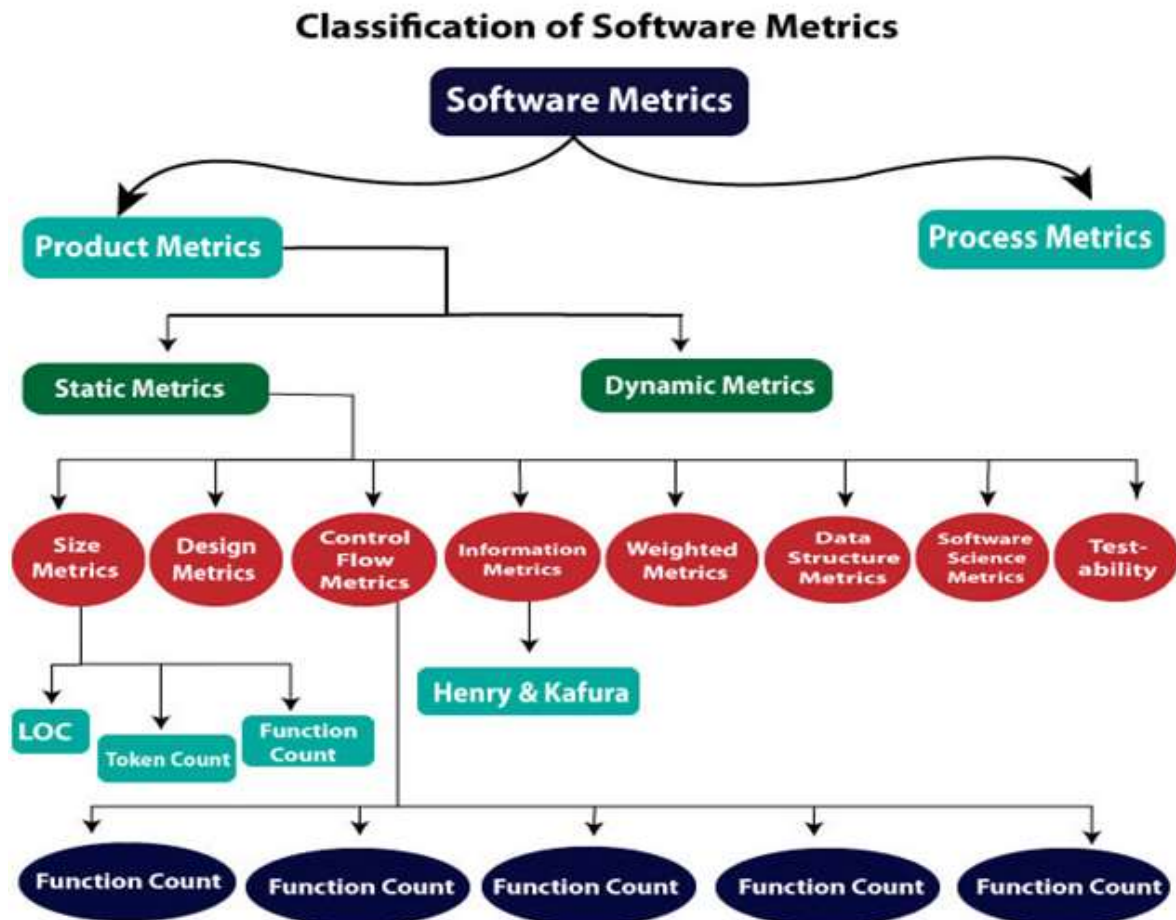 Classification of Software Metrics
Software Metrics
Product Metrics
Process Metrics
Static Metrics
Dynamic Metrics
Size
Metrics
Design
Metrics
Control
Flow
Metrics
Information
Metrics
Weighted
Metrics
Data
Structure
Metrics
Software
Science
Metrics
Test-
ability
LOC
Token Count
Function
Count
Henry & Kafura
Function Count
Function Count
Function Count
Function Count
Function Count